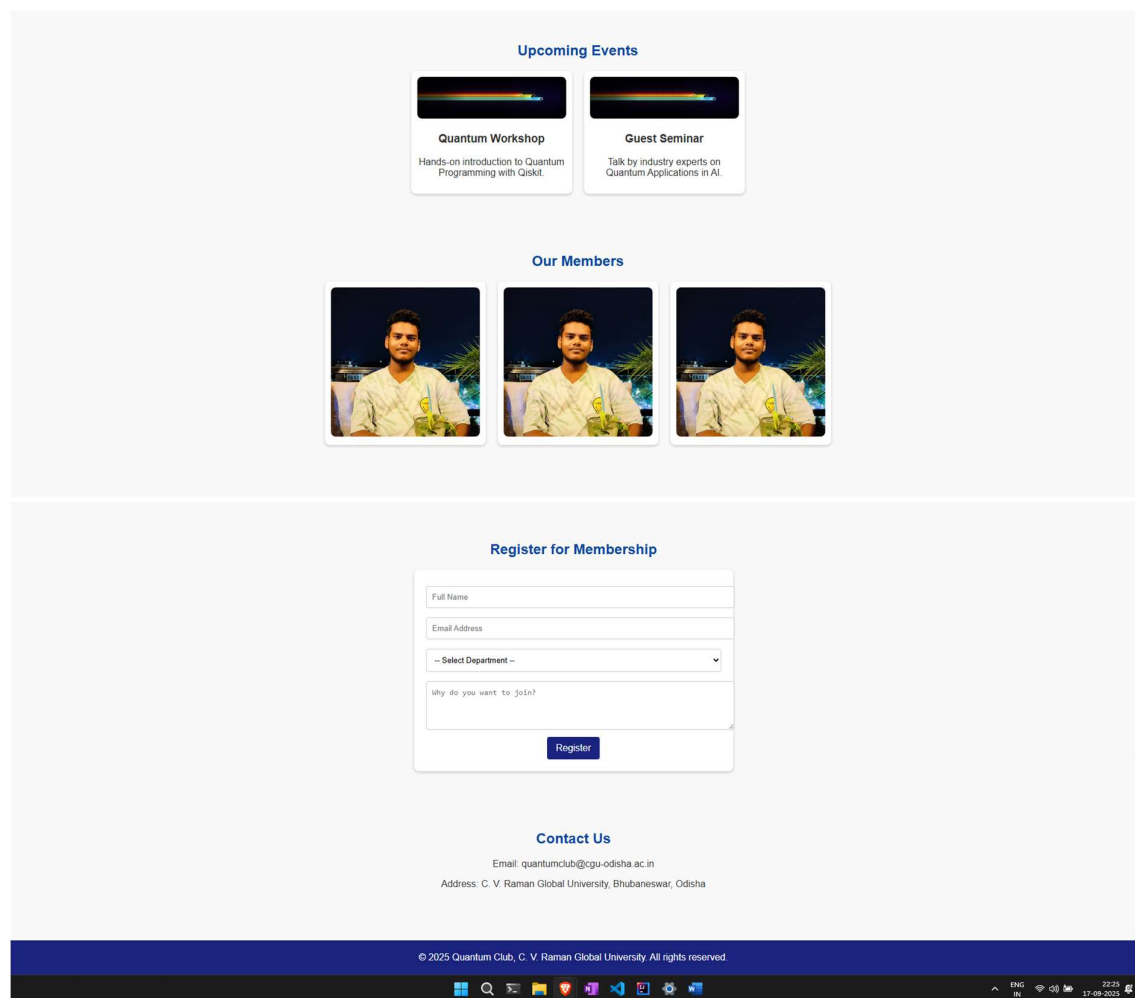 Upcoming Events
Quantum Workshop
Hands-on introduction to Quantum
Programming with Qiskit.
Guest Seminar
Talk by industry experts on
Quantum Applications in AI.
Our Members
Register for Membership
Full Name
Email Address
-- Select Department --
Why do you want to join?
Register
Contact Us
Email: quantumclub@cgu-odisha.ac.in
Address: C. V. Raman Global University, Bhubaneswar, Odisha
© 2025 Quantum Club, C. V. Raman Global University. All rights reserved.
ENG
IN
22:25
17-09-2025